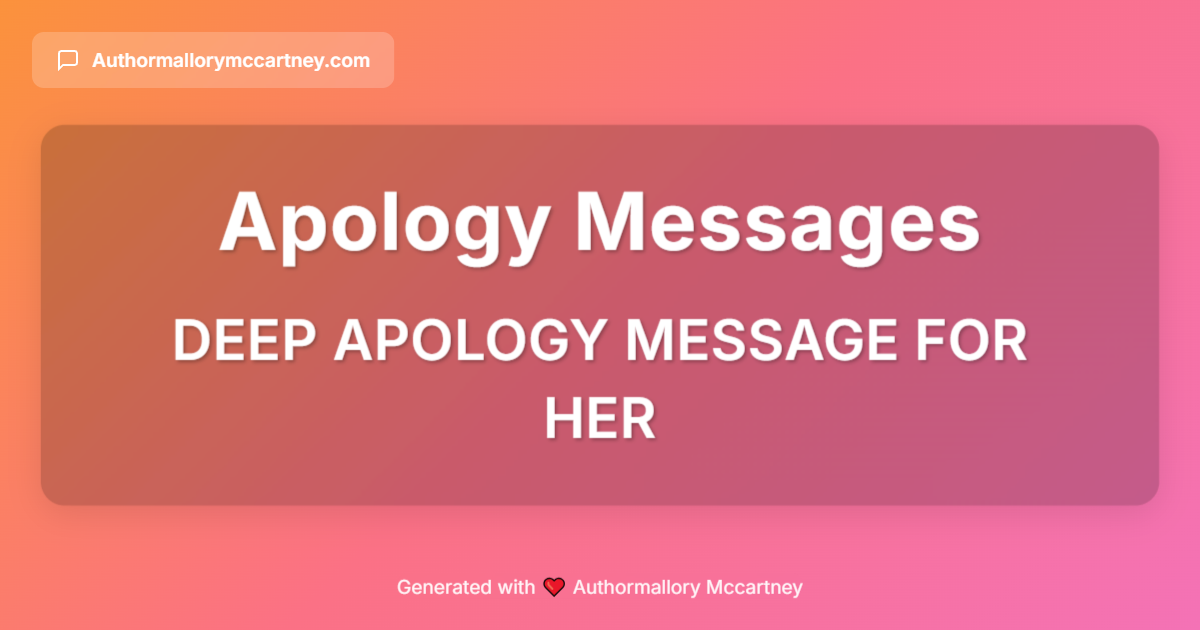 Authormallorymccartney.com
Apology Messages
DEEP APOLOGY MESSAGE FOR
HER
Generated with ❤️ Authormallory Mccartney